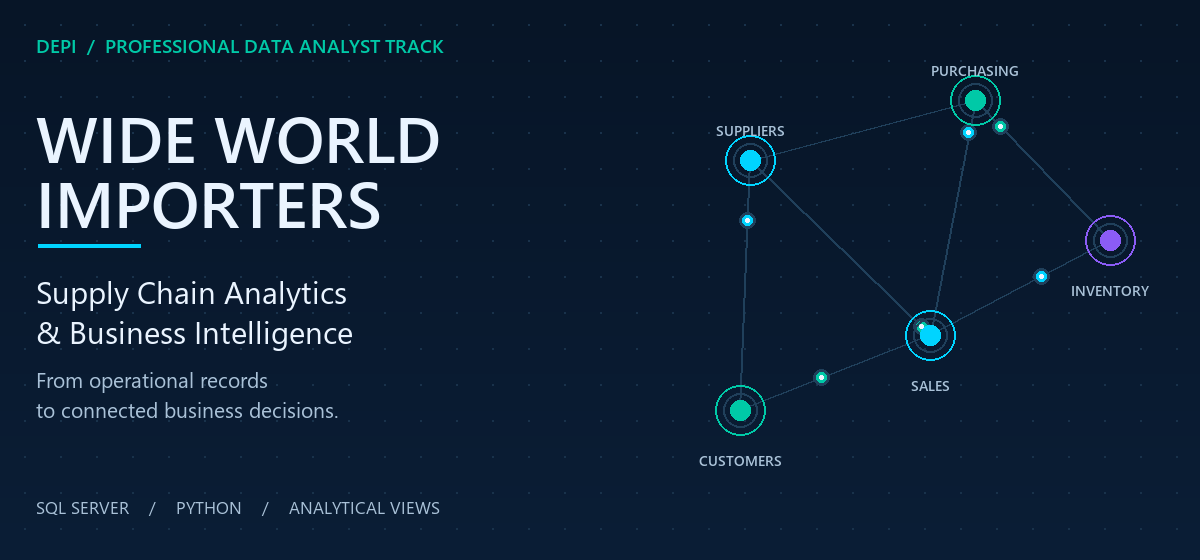 DEPI / PROFESSIONAL DATA ANALYST TRACK
WIDE WORLD
IMPORTERS
Supply Chain Analytics
& Business Intelligence
From operational records
to connected business decisions.
SQL SERVER / PYTHON / ANALYTICAL VIEWS
PURCHASING
SUPPLIERS
INVENTORY
SALES
CUSTOMERS